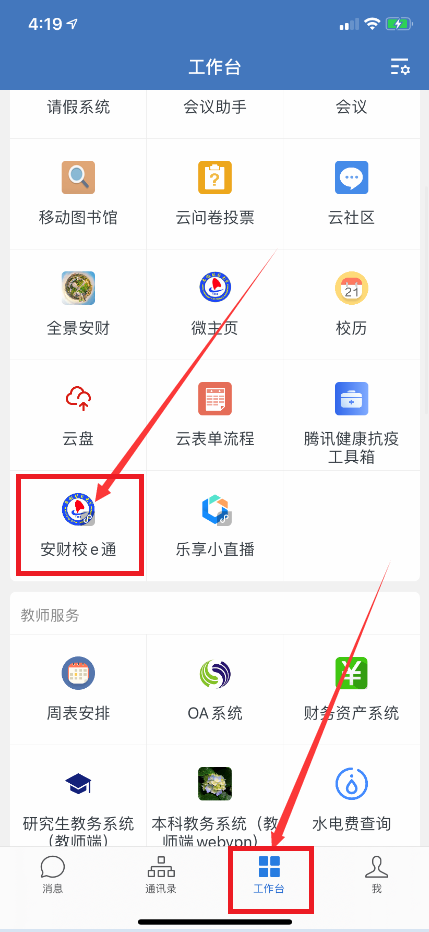 4:19
工作台
请假系统
会议助手
会议
移动图书馆
云问卷投票
云社区
全景安财
微主页
21
校历
云盘
云表单流程
腾讯健康抗疫
工具箱
安财校e通
乐享小直播
教师服务
周表安排
OA系统
财务资产系统
研究生教务系统
（教师端）
本科教务系统（教
师端webvpn）
水电费查询
消息
通讯录
工作台
我